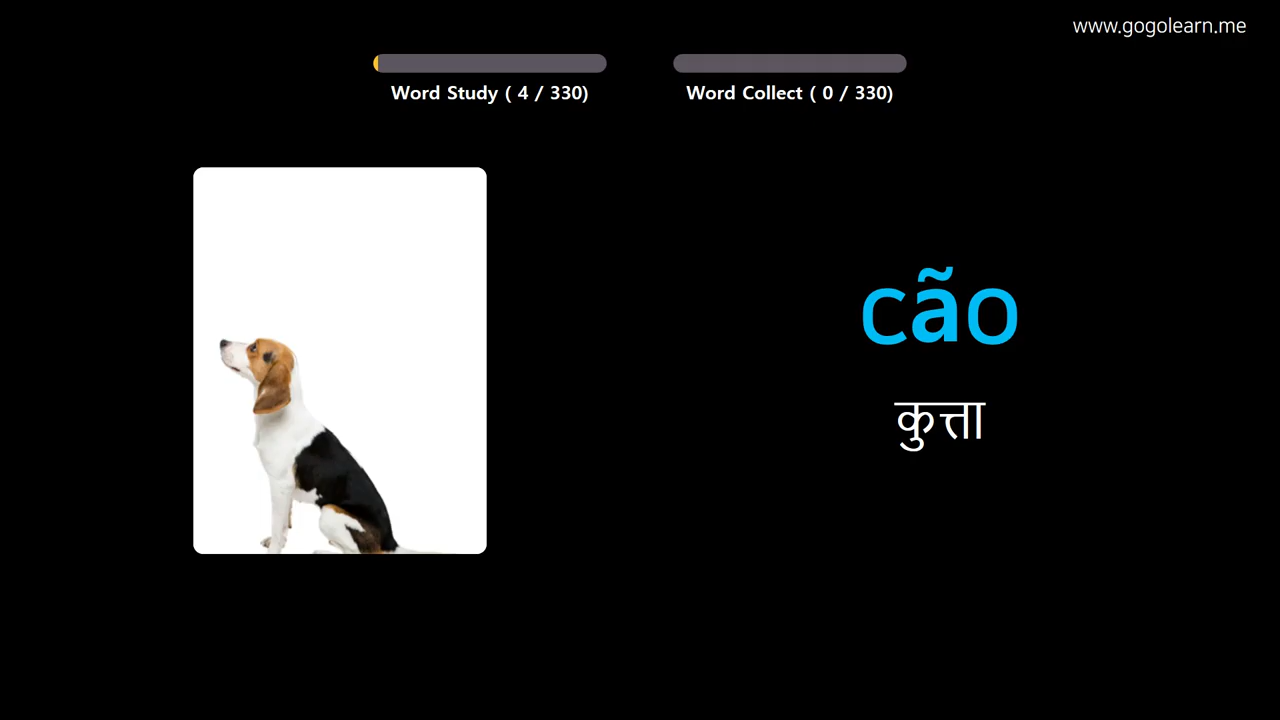 www.gogolearn.me
Word Study ( 4 / 330)
Word Collect ( 0 / 330)
cão
कुत्ता